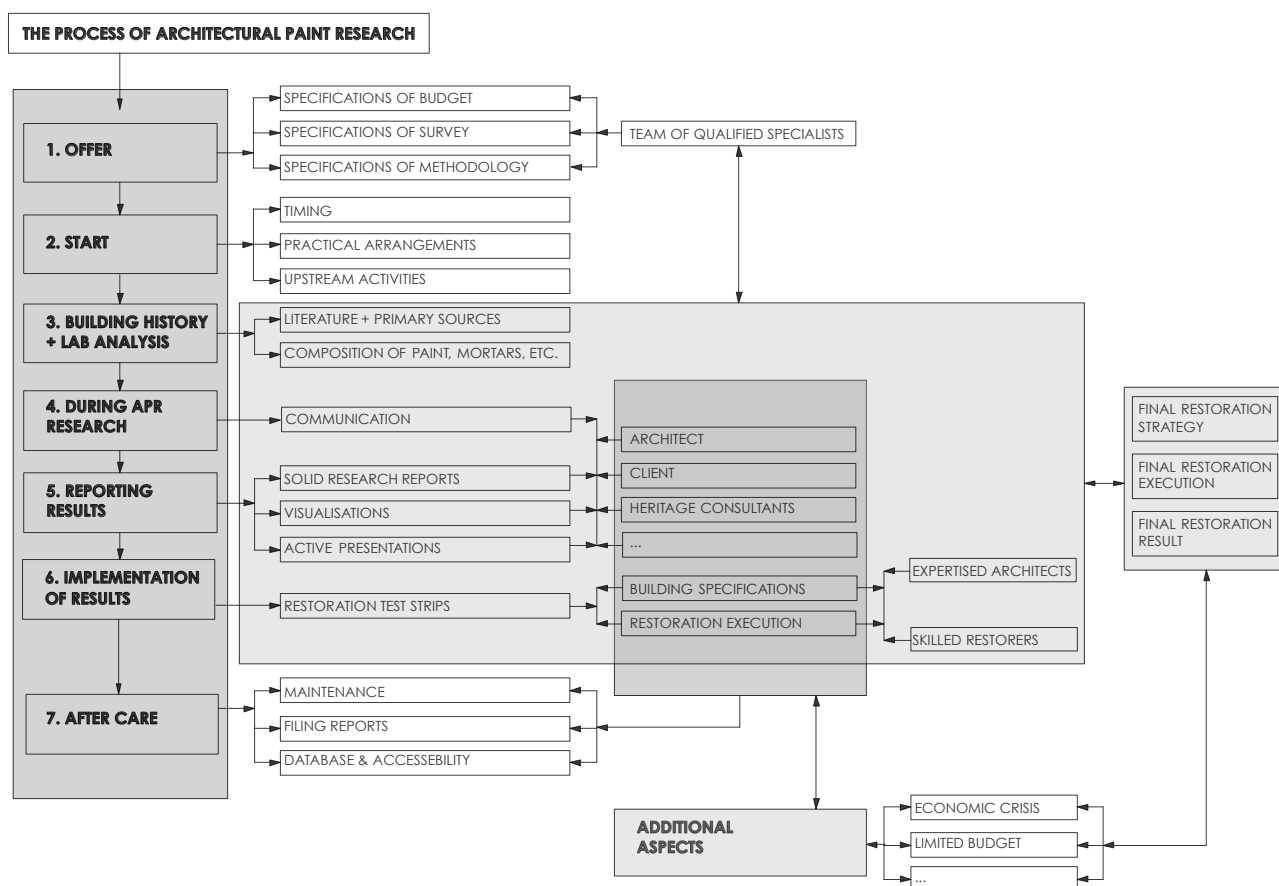 THE PROCESS OF ARCHITECTURAL PAINT RESEARCH
1. OFFER
SPECIFICATIONS OF BUDGET
SPECIFICATIONS OF SURVEY
SPECIFICATIONS OF METHODOLOGY
TEAM OF QUALIFIED SPECIALISTS
2. START
TIMING
PRACTICAL ARRANGEMENTS
UPSTREAM ACTIVITIES
3. BUILDING HISTORY
+ LAB ANALYSIS
LITERATURE + PRIMARY SOURCES
COMPOSITION OF PAINT, MORTARS, ETC.
4. DURING APR
RESEARCH
COMMUNICATION
ARCHITECT
CLIENT
HERITAGE CONSULTANTS
...
5. REPORTING
RESULTS
SOLID RESEARCH REPORTS
VISUALISATIONS
ACTIVE PRESENTATIONS
6. IMPLEMENTATION
OF RESULTS
RESTORATION TEST STRIPS
BUILDING SPECIFICATIONS
RESTORATION EXECUTION
EXPERTISED ARCHITECTS
SKILLED RESTORERS
FINAL RESTORATION
STRATEGY
FINAL RESTORATION
EXECUTION
FINAL RESTORATION
RESULT
7. AFTER CARE
MAINTENANCE
FILING REPORTS
DATABASE & ACCESSEBILITY
ADDITIONAL
ASPECTS
ECONOMIC CRISIS
LIMITED BUDGET
...